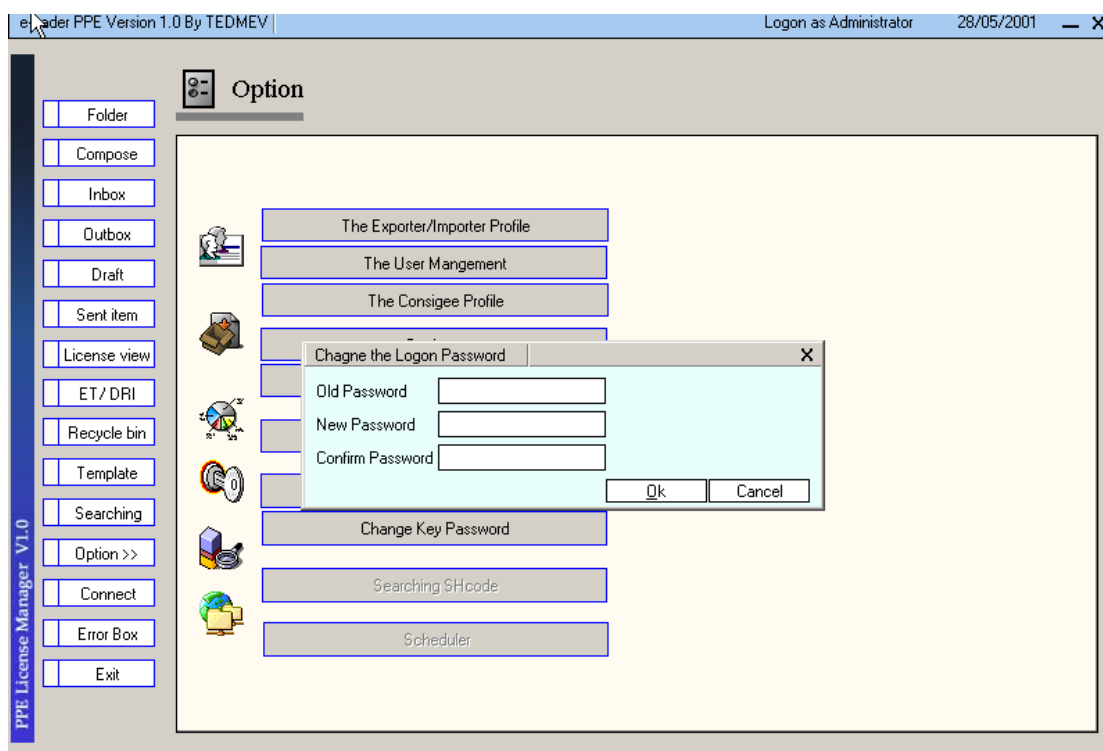 PPE Version 1.0 By TEDMEV
Logon as Administrator
28/05/2001
Option
Folder
Compose
Inbox
Outbox
Draft
Sent item
License view
ET/ DRI
Recycle bin
Template
Searching
Option >>
Connect
Error Box
Exit
PPE License Manager V1.0
The Exporter/Importer Profile
The User Mangement
The Consigee Profile
Chagne the Logon Password
X
Old Password
New Password
Confirm Password
Ok
Cancel
Change Key Password
Searching SHcode
Scheduler